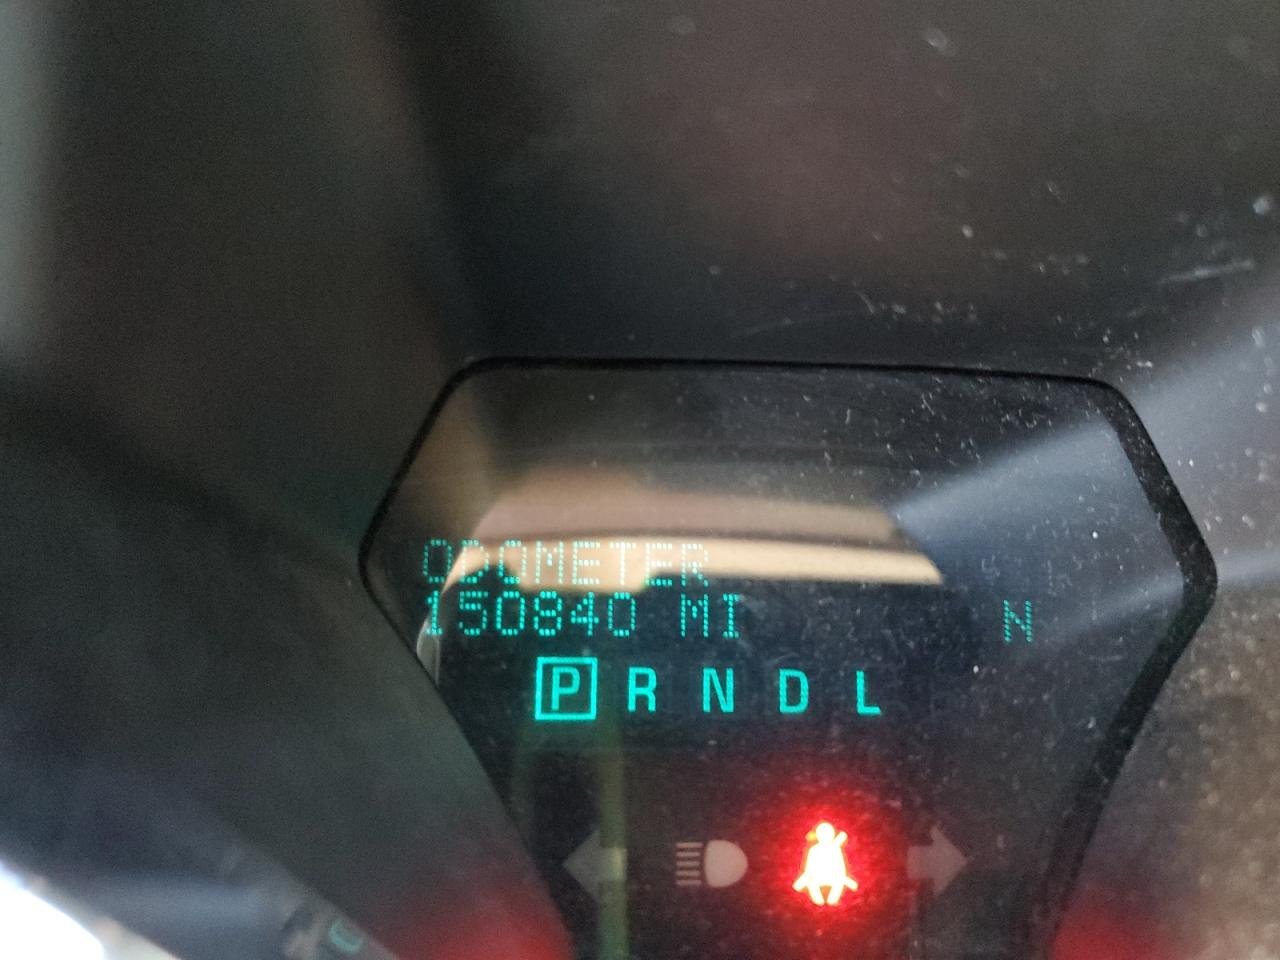 ODOMETER
150840 MI N
P R N D L